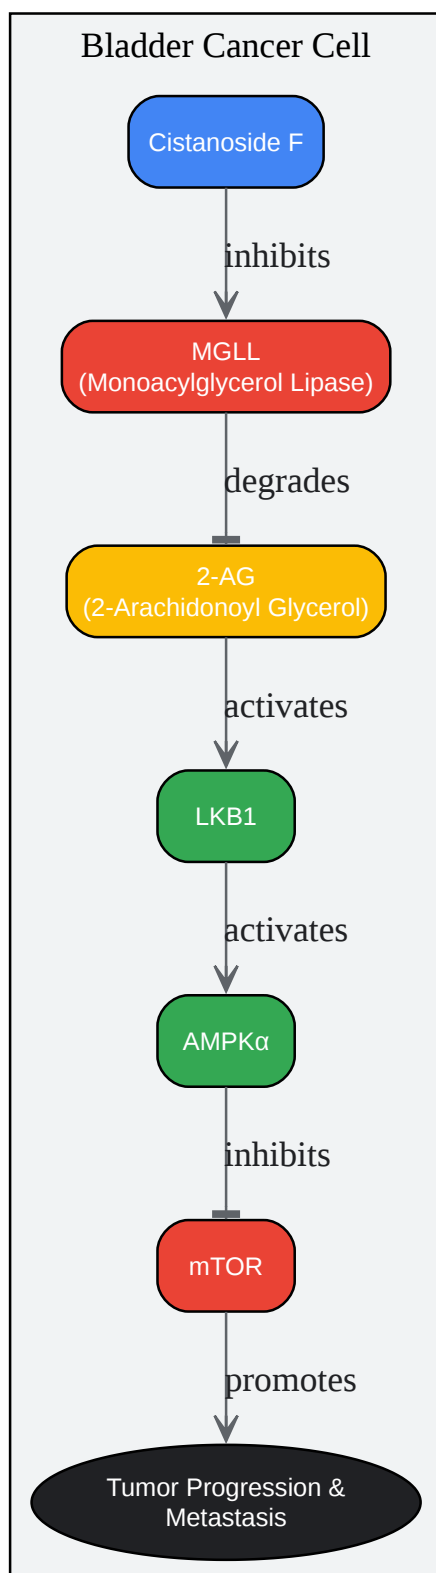 Bladder Cancer Cell
Cistanoside F
inhibits
MGLL
(Monoacylglycerol Lipase)
degrades
2-AG
(2-Arachidonoyl Glycerol)
activates
LKB1
activates
AMPKα
inhibits
mTOR
promotes
Tumor Progression &
Metastasis